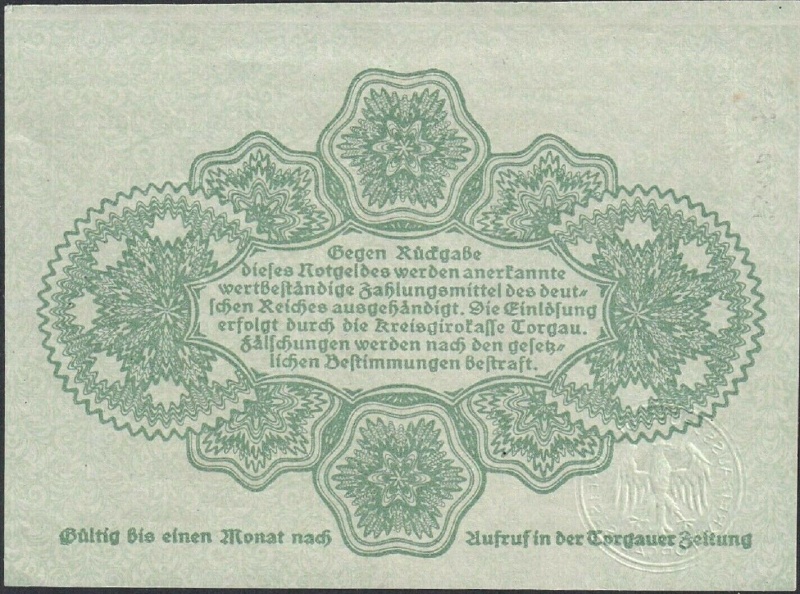 Gegen Rückgabe
dieses Notgeldes werden anerkannte
wertbeständige Zahlungsmittel des deut-
schen Reiches ausgehändigt. Die Einlösung
erfolgt durch die Kreisgirokasse Torgau.
Fälschungen werden nach den gesetz-
lichen Bestimmungen bestraft.
Gültig bis einen Monat nach Aufruf in der Torgauer Zeitung